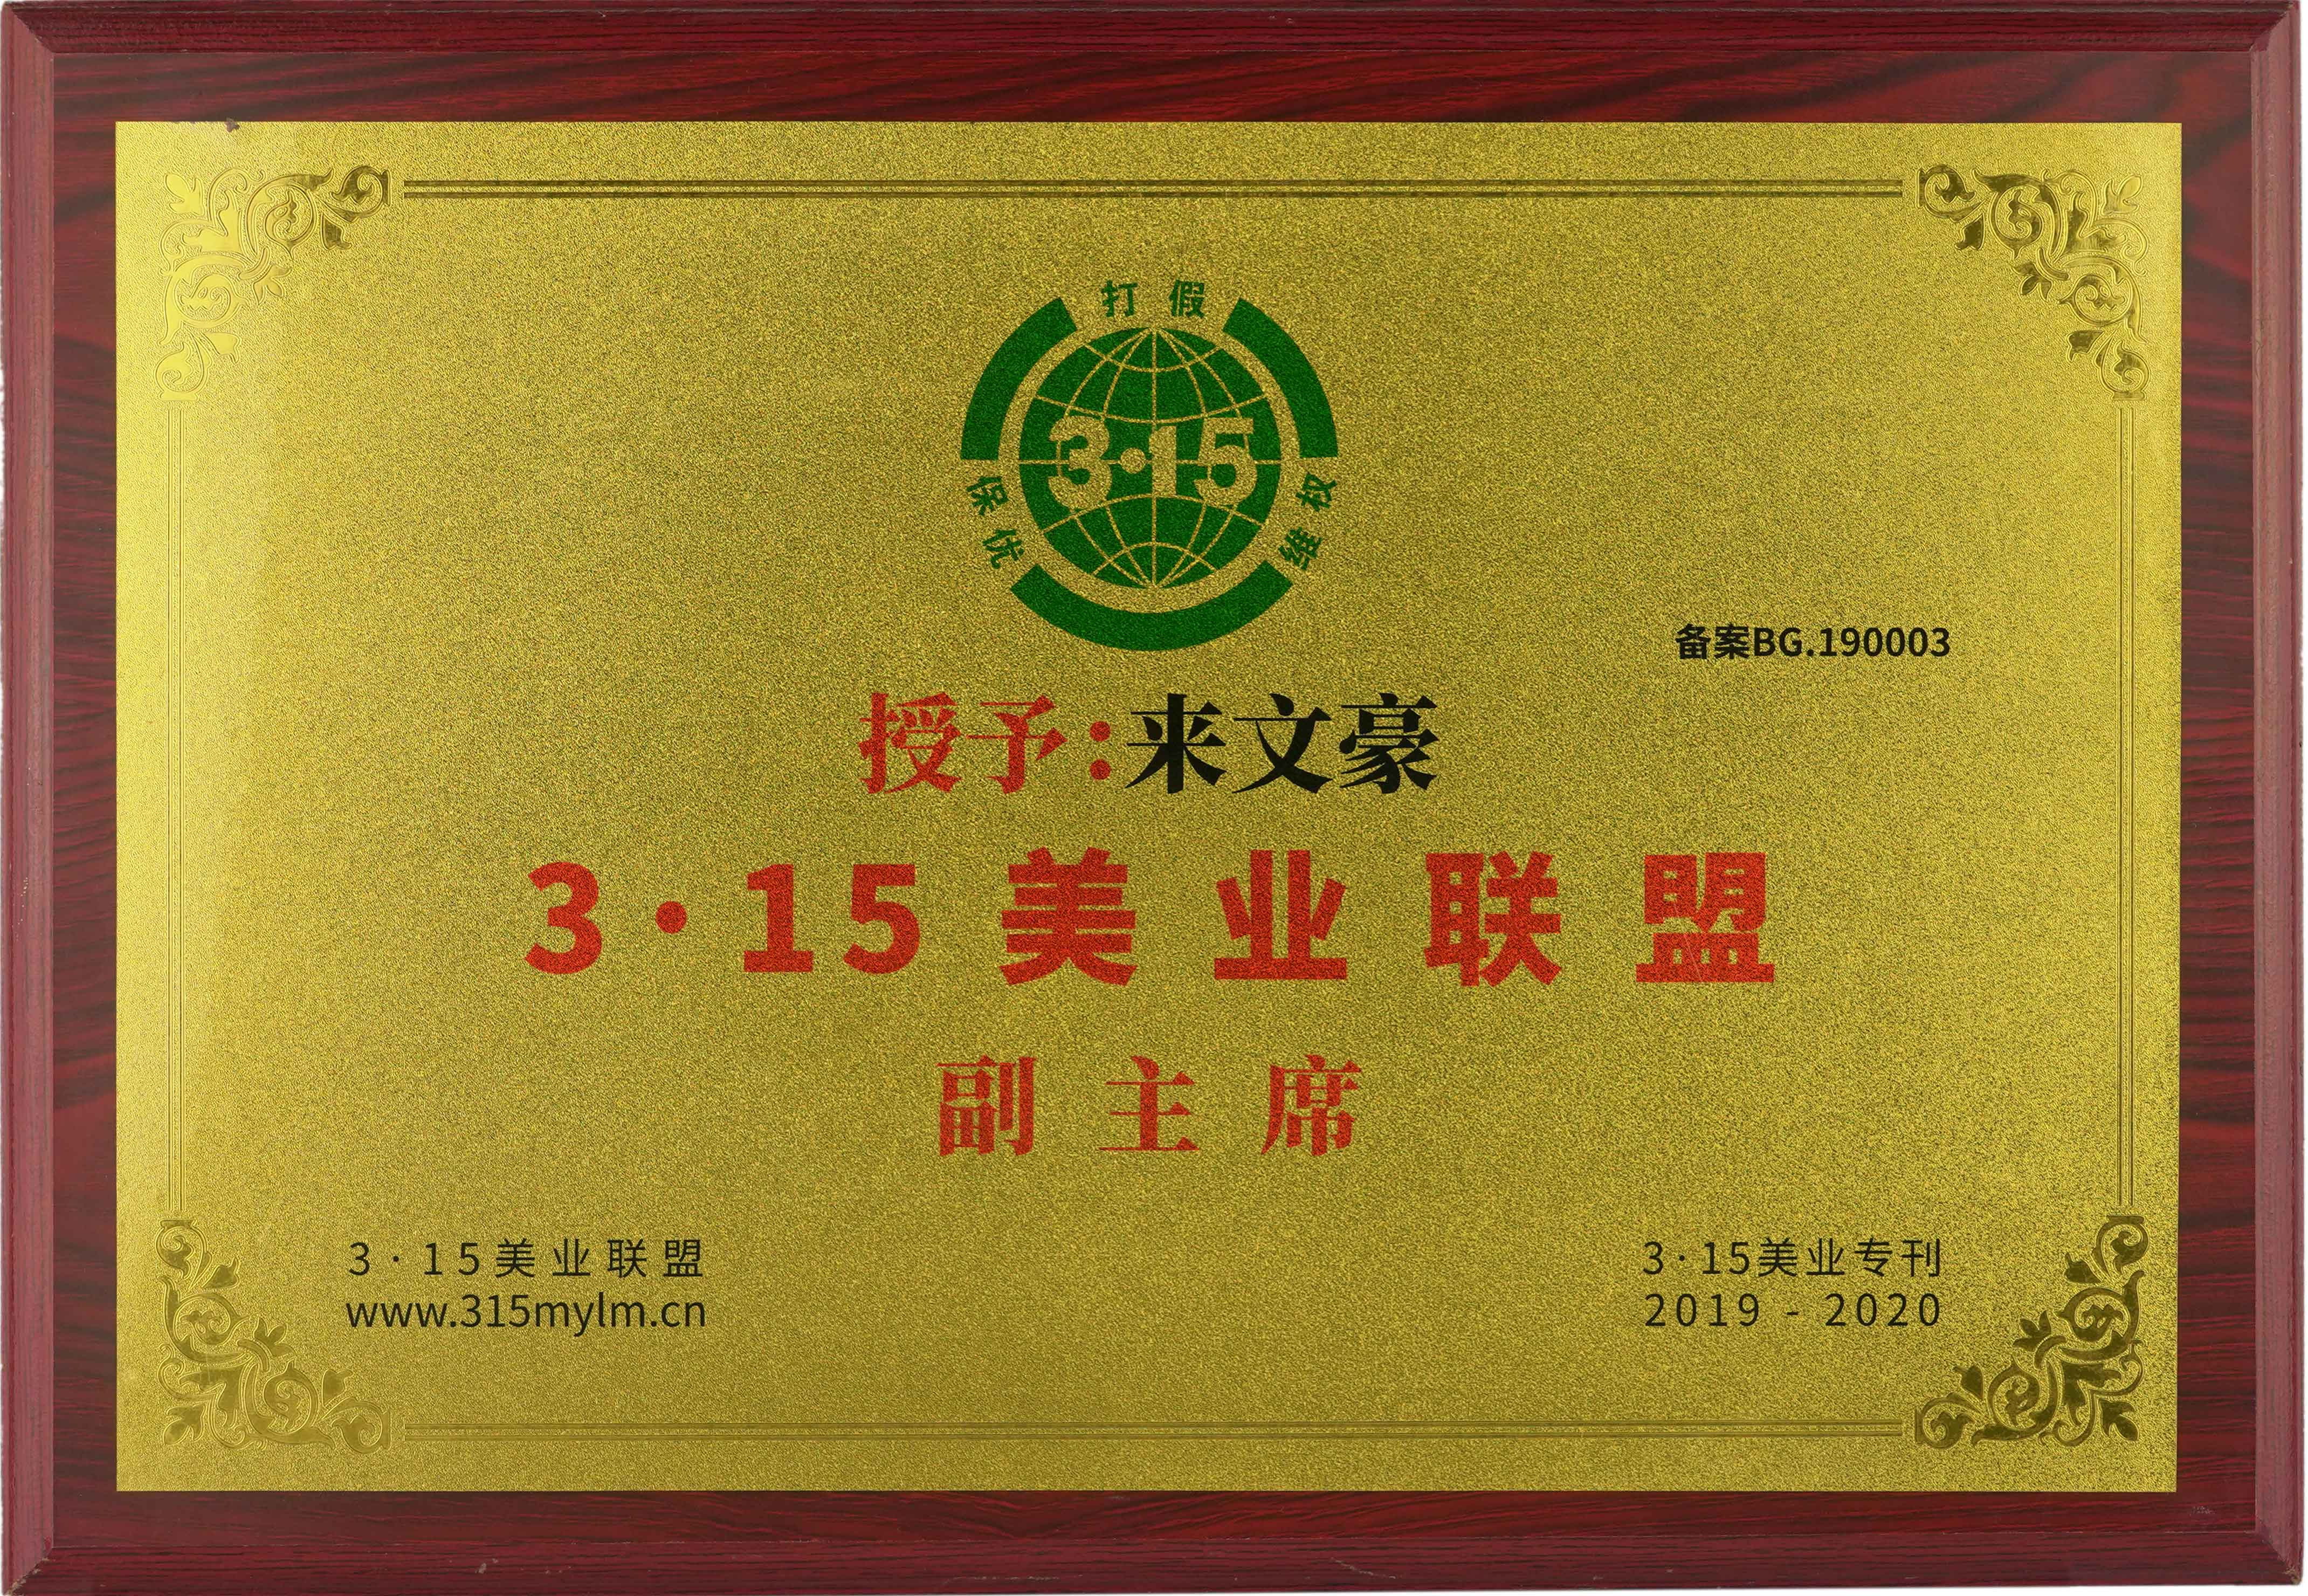 打假
3·15
保优
维权
备案BG.190003
授予:来文豪
3·15美业联盟
副主席
3·15美业联盟
www.315mylm.cn
3·15美业专刊
2019 - 2020